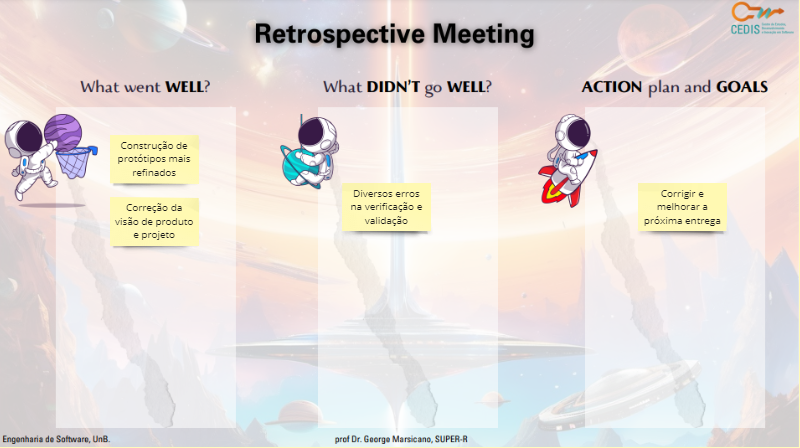 Retrospective Meeting
CEDIS
What went WELL?
What DIDN'T go WELL?
ACTION plan and GOALS
Construção de
protótipos mais
refinados
Correção da
visão de produto
e projeto
Diversos erros
na verificação e
validação
Corrigir e
melhorar a
próxima entrega
Engenharia de Software, UnB.
prof Dr. George Marsicano, SUPER-R